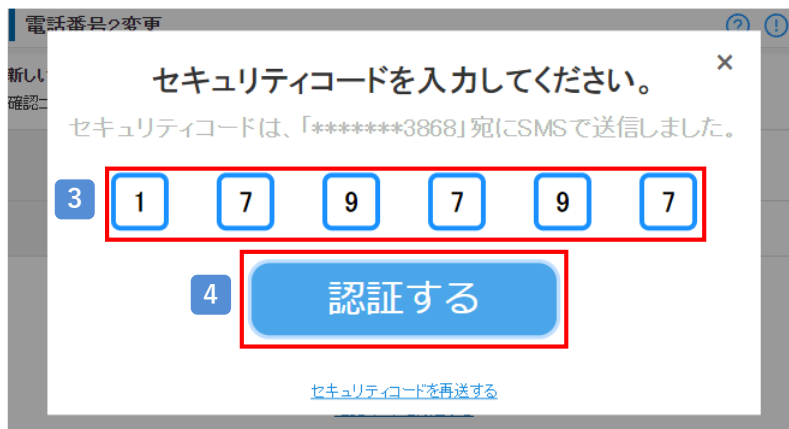 電話番号2変更
新しい
確認コ
セキュリティコードを入力してください。
×
セキュリティコードは、「*******3868」宛にSMSで送信しました。
3
1 7 9 7 9 7
4
認証する
セキュリティコードを再送する